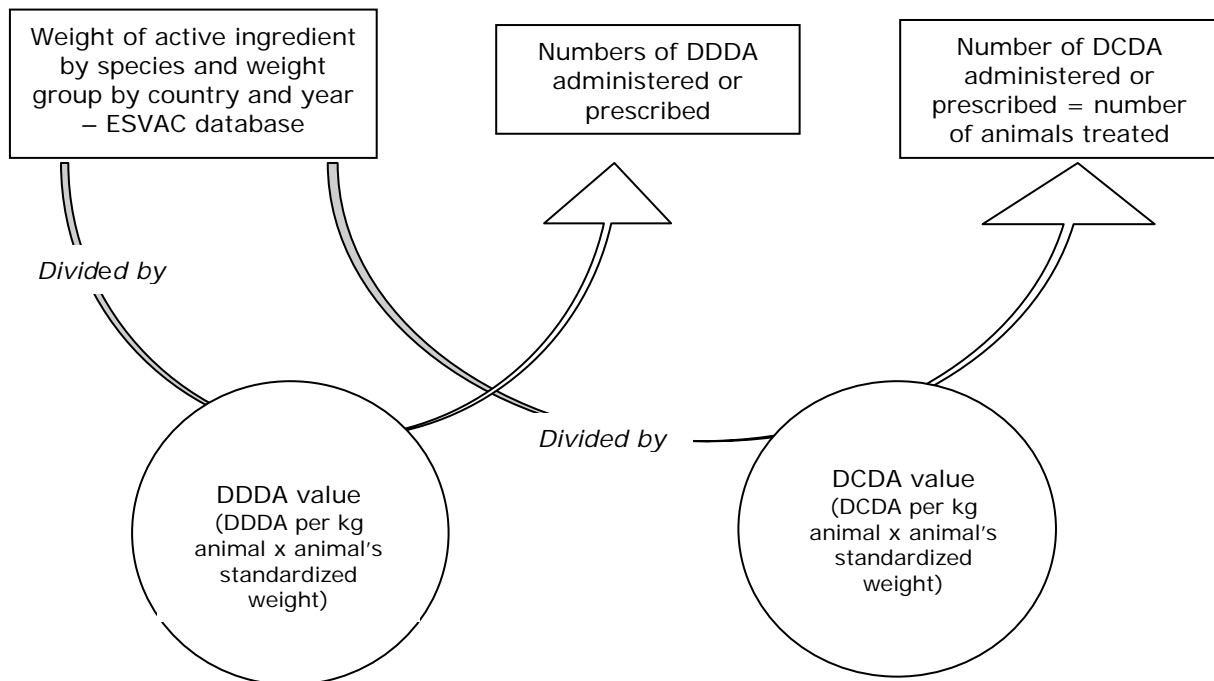 Weight of active ingredient
by species and weight
group by country and year
– ESVAC database
Numbers of DDDA
administered or
prescribed
Number of DCDA
administered or
prescribed = number
of animals treated
Divided by
Divided by
DDDA value
(DDDA per kg
animal x animal's
standardized
weight)
DCDA value
(DCDA per kg
animal x animal's
standardized
weight)